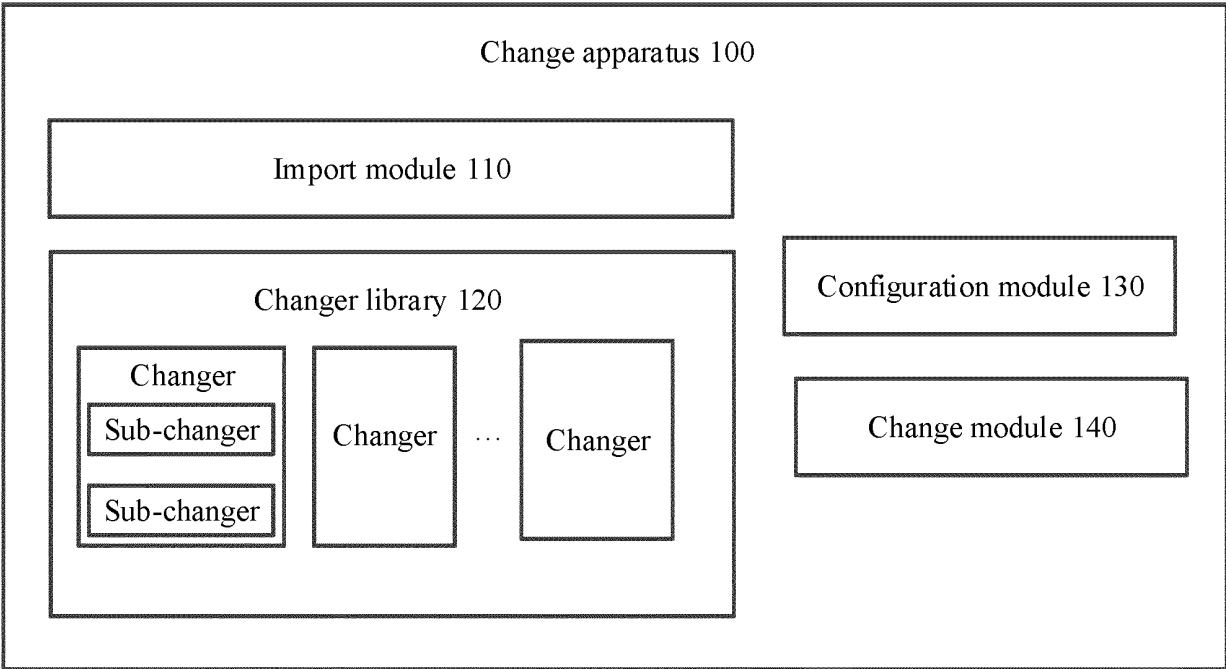 Change apparatus 100
Import module 110
Changer library 120
Changer
Sub-changer
Sub-changer
Changer
...
Changer
Configuration module 130
Change module 140